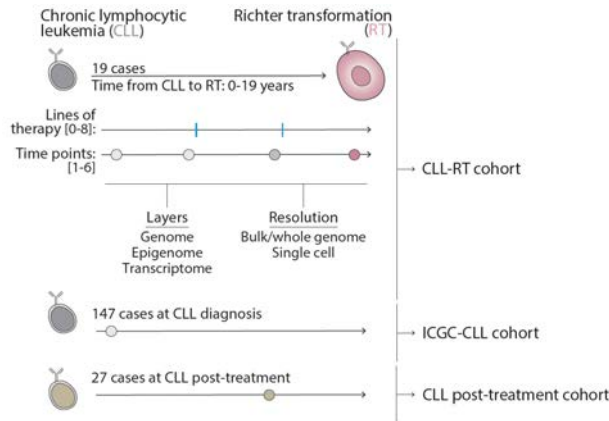 Chronic lymphocytic
leukemia (CLL)
Richter transformation
(RT)
19 cases
Time from CLL to RT: 0-19 years
Lines of
therapy [0-8]:
Time points:
[1-6]
CLL-RT cohort
Layers
Genome
Epigenome
Transcriptome
Resolution
Bulk/whole genome
Single cell
147 cases at CLL diagnosis
ICGC-CLL cohort
27 cases at CLL post-treatment
CLL post-treatment cohort